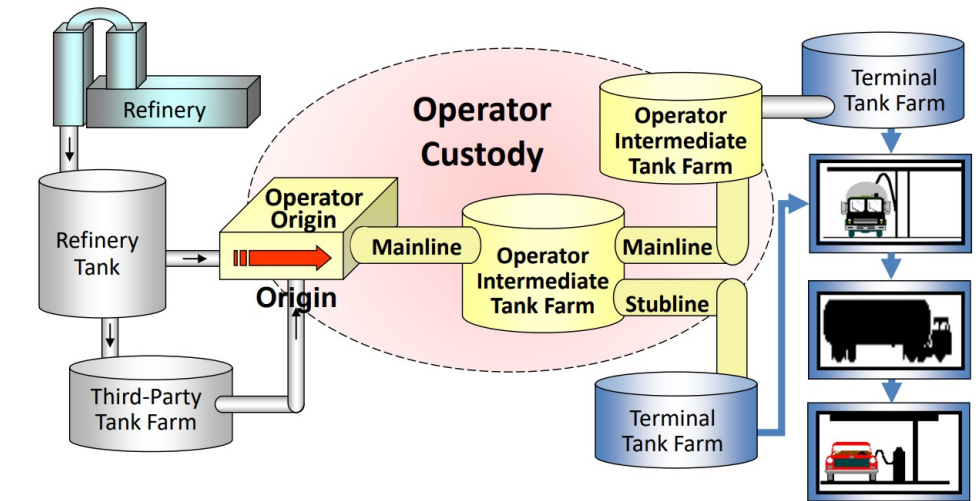 Refinery
Refinery
Tank
Third-Party
Tank Farm
Operator
Origin
Origin
Operator
Custody
Mainline
Operator
Intermediate
Tank Farm
Mainline
Stubline
Operator
Intermediate
Tank Farm
Terminal
Tank Farm
Terminal
Tank Farm